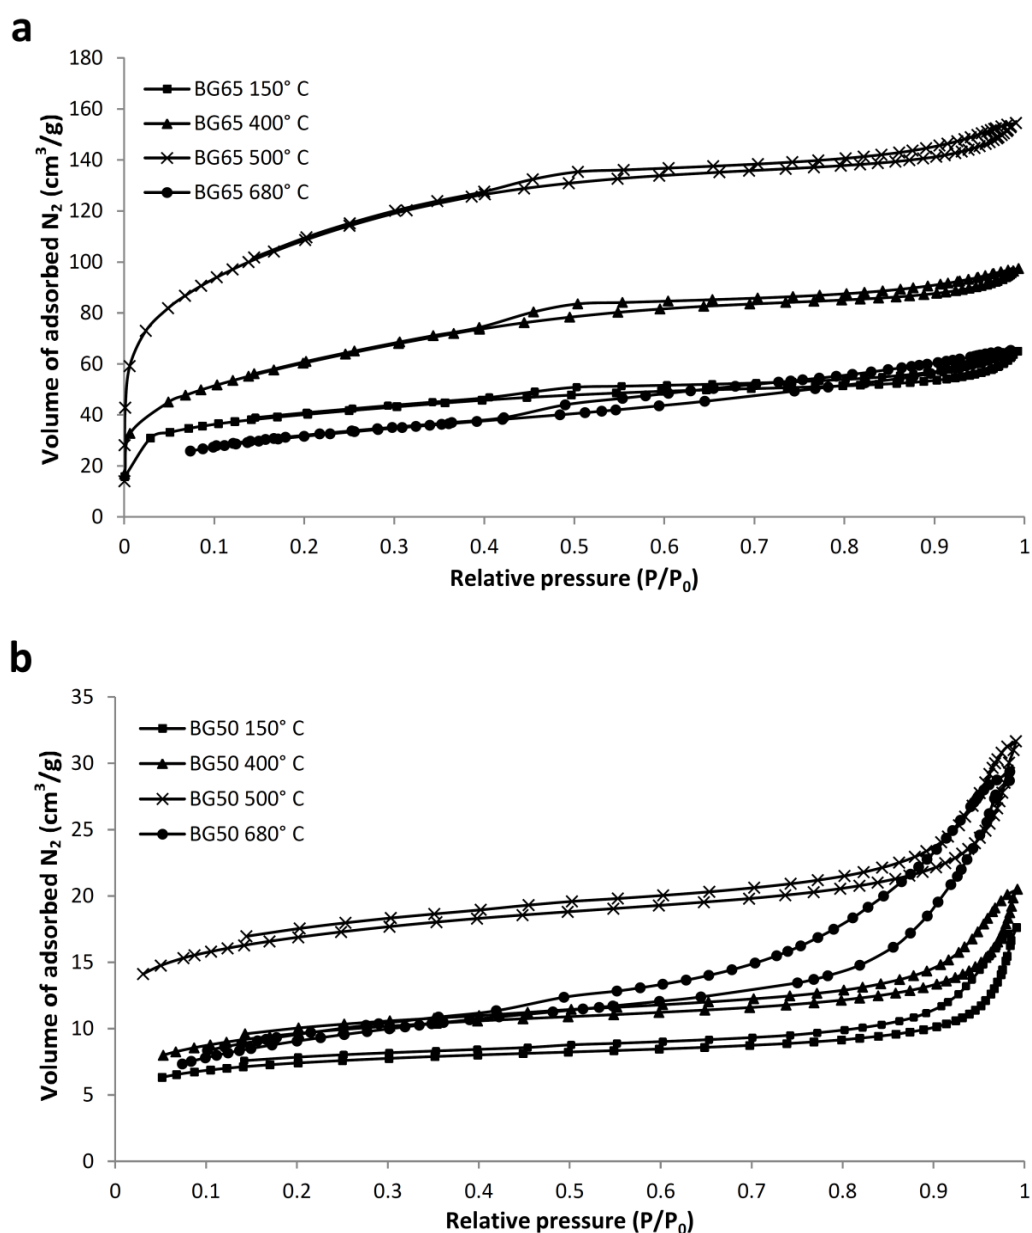 a
Volume of adsorbed N₂ (cm³/g)
180
160
140
120
100
80
60
40
20
0
BG65 150° C
BG65 400° C
BG65 500° C
BG65 680° C
0 0.1 0.2 0.3 0.4 0.5 0.6 0.7 0.8 0.9 1
Relative pressure (P/P₀)
b
Volume of adsorbed N₂ (cm³/g)
35
30
25
20
15
10
5
0
BG50 150° C
BG50 400° C
BG50 500° C
BG50 680° C
0 0.1 0.2 0.3 0.4 0.5 0.6 0.7 0.8 0.9 1
Relative pressure (P/P₀)